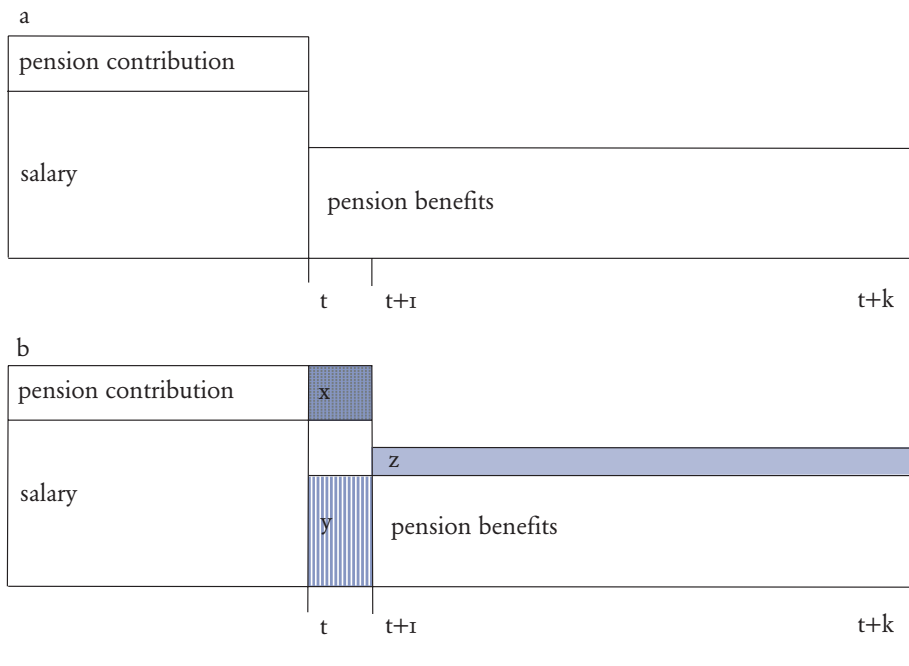 a
pension contribution
salary
pension benefits
t t+1 t+k
b
pension contribution x
z
salary
y pension benefits
t t+1 t+k